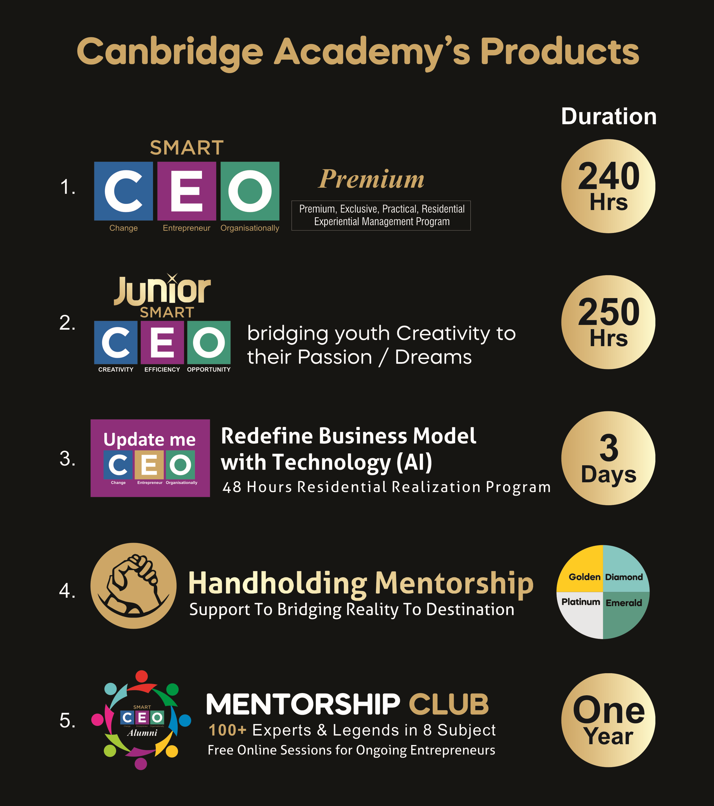 Canbridge Academy's Products
Duration
1.
SMART
CEO
Change Entrepreneur Organisationally
Premium
Premium, Exclusive, Practical, Residential
Experiential Management Program
240
Hrs
2.
Junior
SMART
CEO
CREATIVITY EFFICIENCY OPPORTUNITY
bridging youth Creativity to
their Passion / Dreams
250
Hrs
3.
Update me
CEO
Change Entrepreneur Organisationally
Redefine Business Model
with Technology (AI)
48 Hours Residential Realization Program
3
Days
4.
Handholding Mentorship
Support To Bridging Reality To Destination
Golden Diamond
Platinum Emerald
5.
SMART
CEO
Alumni
MENTORSHIP CLUB
100+ Experts & Legends in 8 Subject
Free Online Sessions for Ongoing Entrepreneurs
One
Year